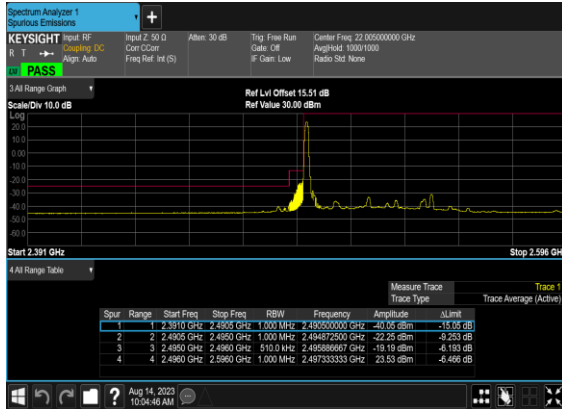 Spectrum Analyzer 1
Spurious Emissions
KEYSIGHT Input: RF Input Z: 50 Ω Atten: 30 dB Trig: Free Run Center Freq: 22.005000000 GHz
R T Coupling: DC Corr CCorr Gate: Off Avg|Hold: 1000/1000
Align: Auto Freq Ref: Int (S) IF Gain: Low Radio Std: None
PASS
3 All Range Graph
Ref Lvl Offset 15.51 dB
Scale/Div 10.0 dB Ref Value 30.00 dBm
Log
20.0
10.0
0.00
-10.0
-20.0
-30.0
-40.0
-50.0
-60.0
Start 2.391 GHz Stop 2.596 GHz
4 All Range Table
Measure Trace Trace 1
Trace Type Trace Average (Active)
Spur Range Start Freq Stop Freq RBW Frequency Amplitude ΔLimit
1 1 2.3910 GHz 2.4905 GHz 1.000 MHz 2.490500000 GHz -40.05 dBm -15.05 dB
2 2 2.4905 GHz 2.4950 GHz 1.000 MHz 2.494872500 GHz -22.25 dBm -9.253 dB
3 3 2.4950 GHz 2.4960 GHz 510.0 kHz 2.495886667 GHz -19.19 dBm -6.193 dB
4 4 2.4960 GHz 2.5960 GHz 1.000 MHz 2.497333333 GHz 23.53 dBm -6.466 dB
? Aug 14, 2023
10:04:46 AM